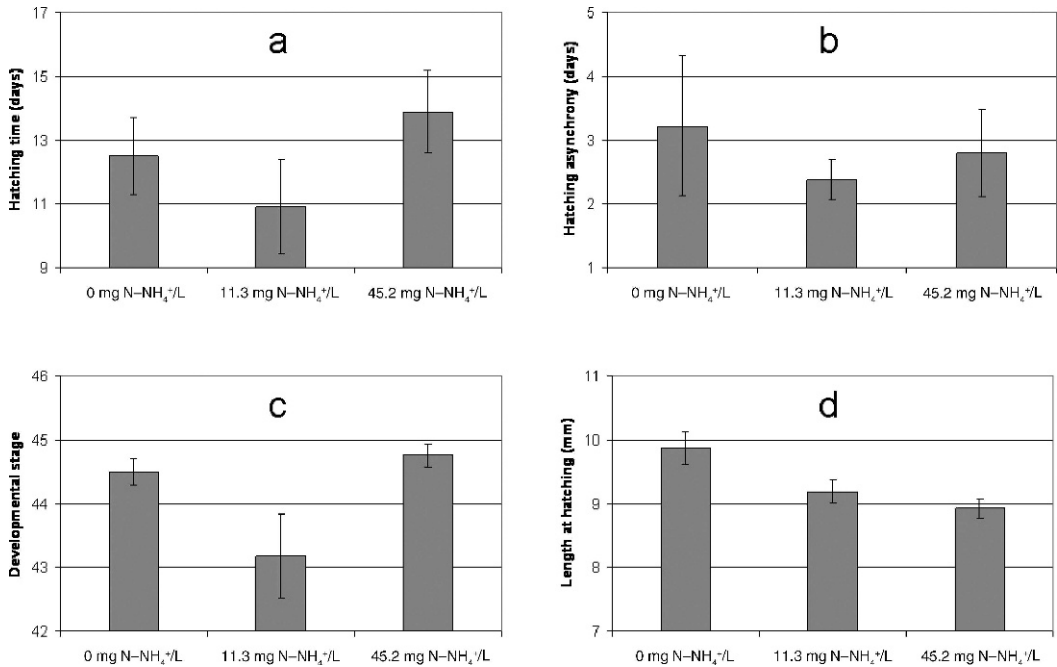 a
Hatching time (days)
17
15
13
11
9
0 mg N–NH₄⁺/L 11.3 mg N–NH₄⁺/L 45.2 mg N–NH₄⁺/L
b
Hatching asynchrony (days)
5
4
3
2
1
0 mg N–NH₄⁺/L 11.3 mg N–NH₄⁺/L 45.2 mg N–NH₄⁺/L
c
Developmental stage
46
45
44
43
42
0 mg N–NH₄⁺/L 11.3 mg N–NH₄⁺/L 45.2 mg N–NH₄⁺/L
d
Length at hatching (mm)
11
10
9
8
7
0 mg N–NH₄⁺/L 11.3 mg N–NH₄⁺/L 45.2 mg N–NH₄⁺/L